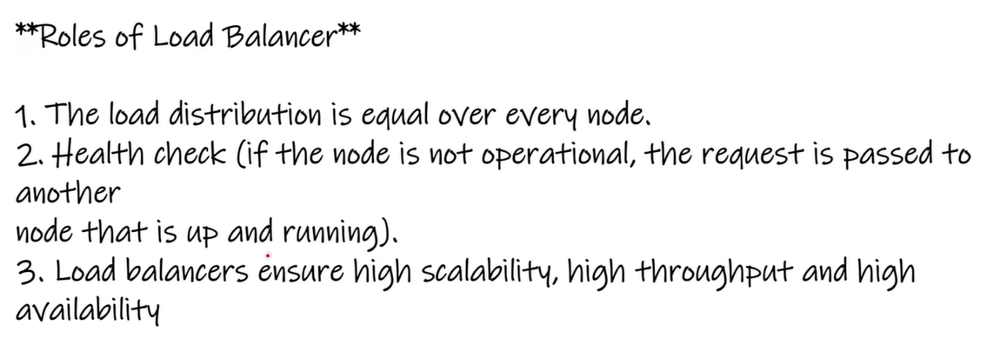 **Roles of Load Balancer**
1. The load distribution is equal over every node.
2. Health check (if the node is not operational, the request is passed to
another
node that is up and running).
3. Load balancers ensure high scalability, high throughput and high
availability